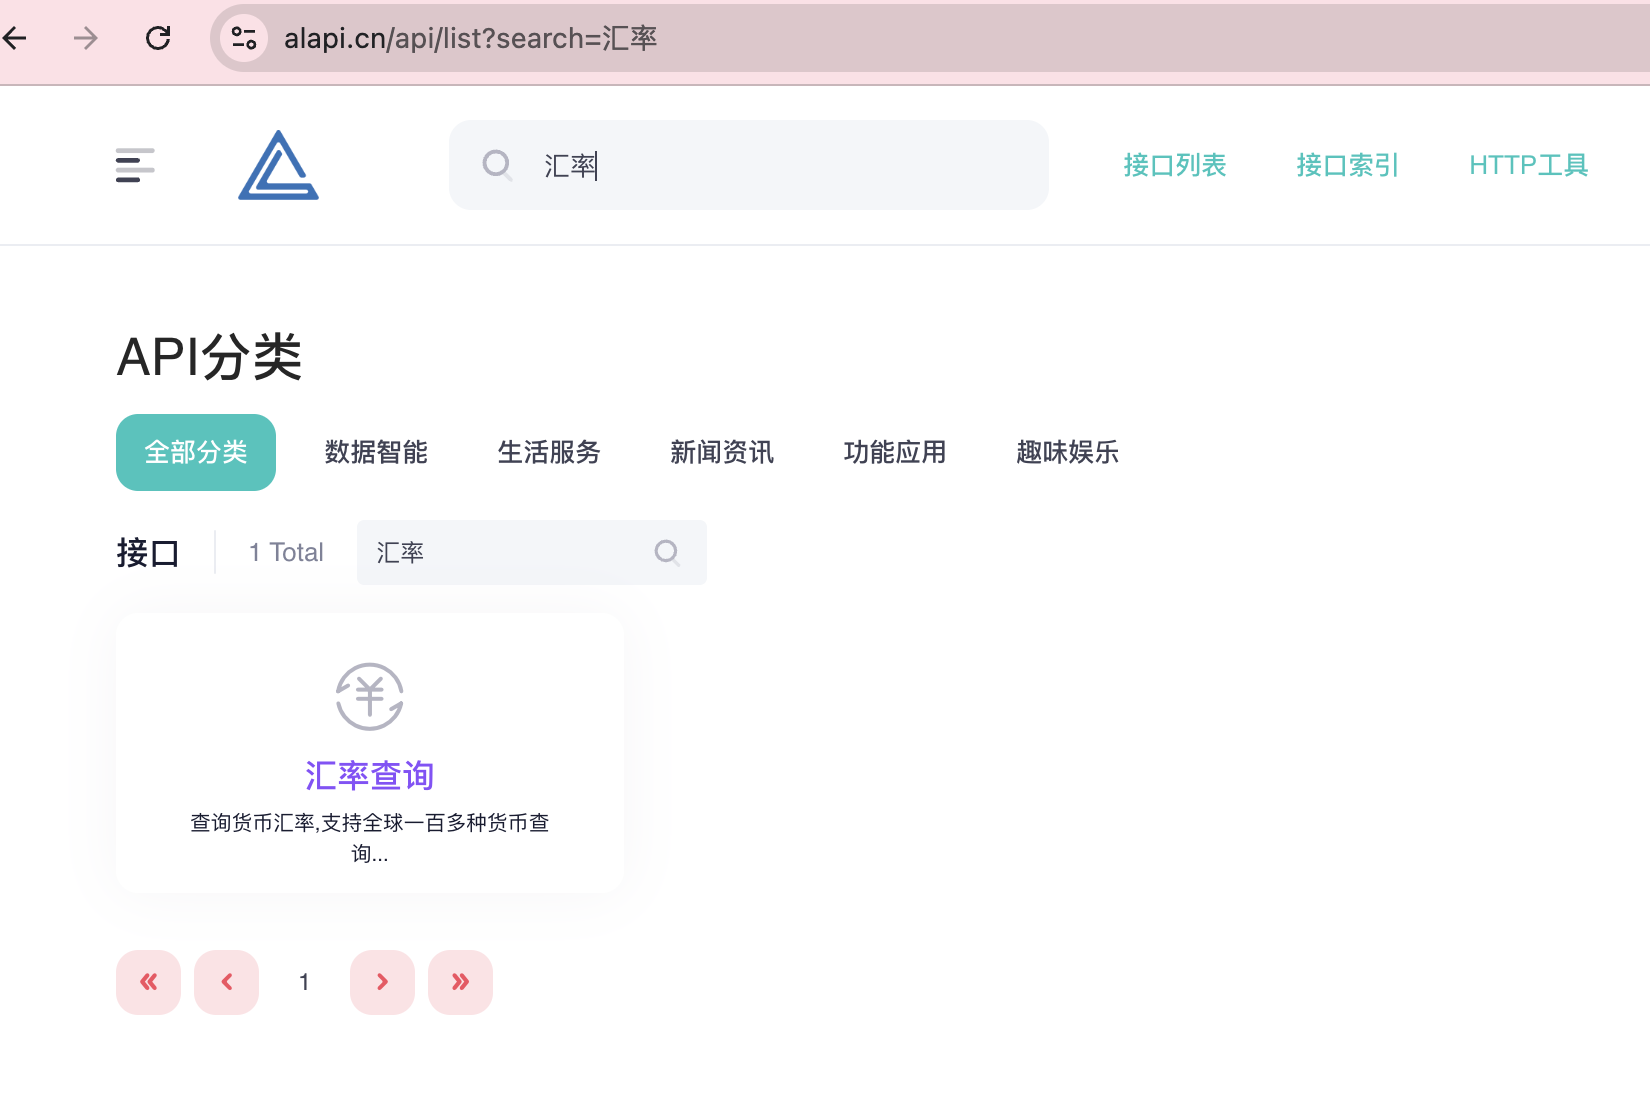 alapi.cn/api/list?search=汇率
汇率
接口列表
接口索引
HTTP工具
API分类
全部分类
数据智能
生活服务
新闻资讯
功能应用
趣味娱乐
接口
1 Total
汇率
汇率查询
查询货币汇率,支持全球一百多种货币查
询...
« ‹ 1 › »